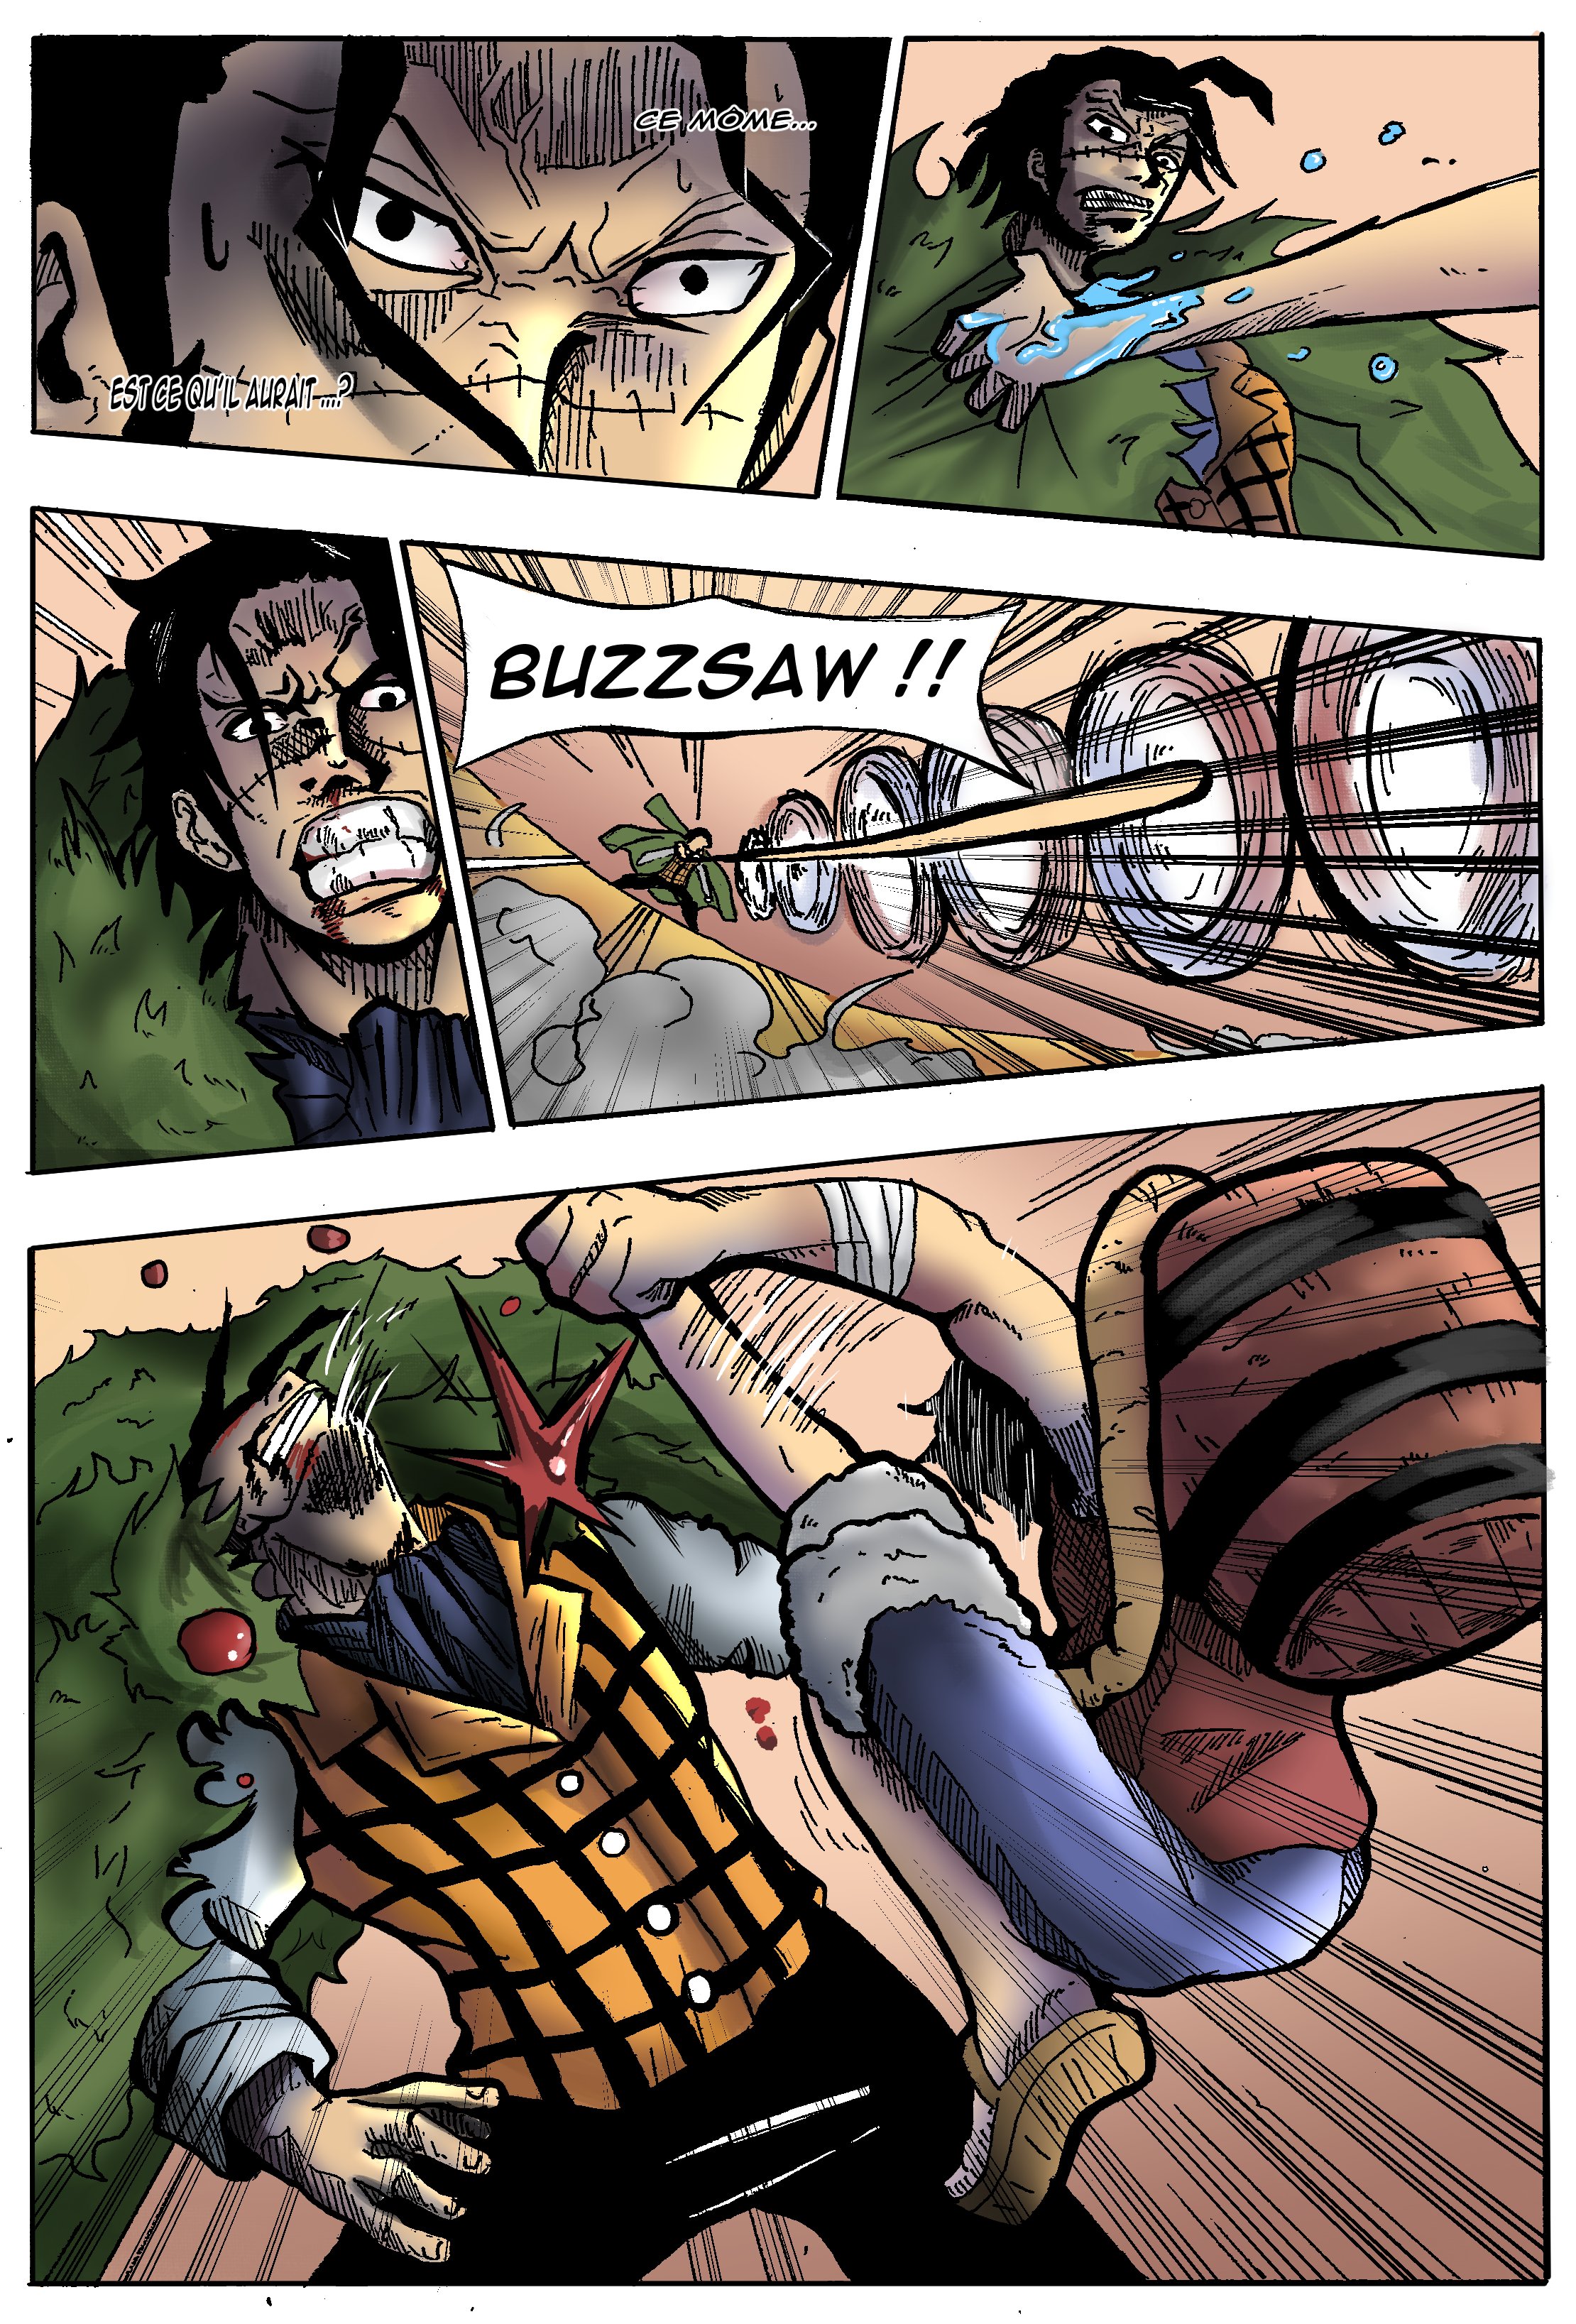 CE MÔME...
EST CE QU'IL AURAIT ...?
BUZZSAW !!